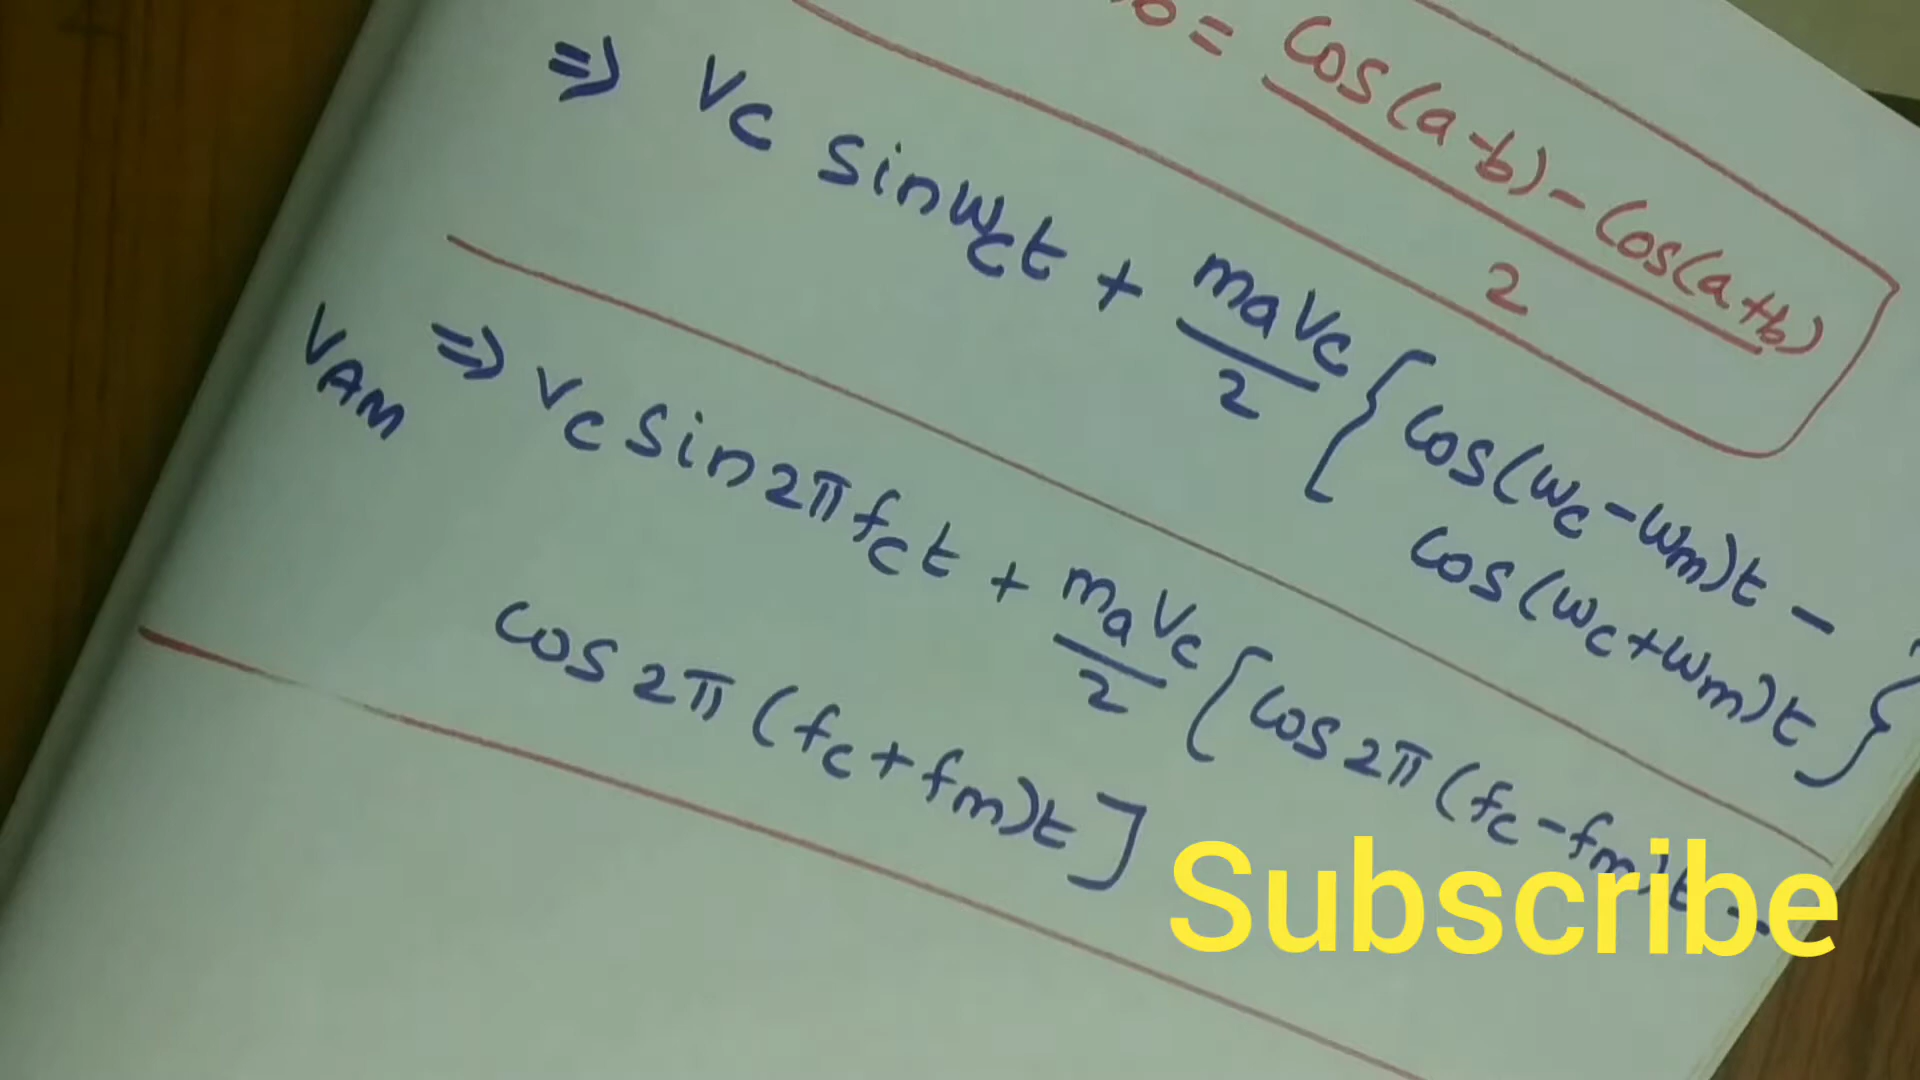 = cos(a-b) - cos(a+b) / 2
⇒ Vc sinωct + maVc/2 {cos(ωc-ωm)t -
cos(ωc+ωm)t}
VAM ⇒ Vc sin2πfct + maVc/2 [cos2π(fc-fm)t -
cos2π(fc+fm)t]
Subscribe